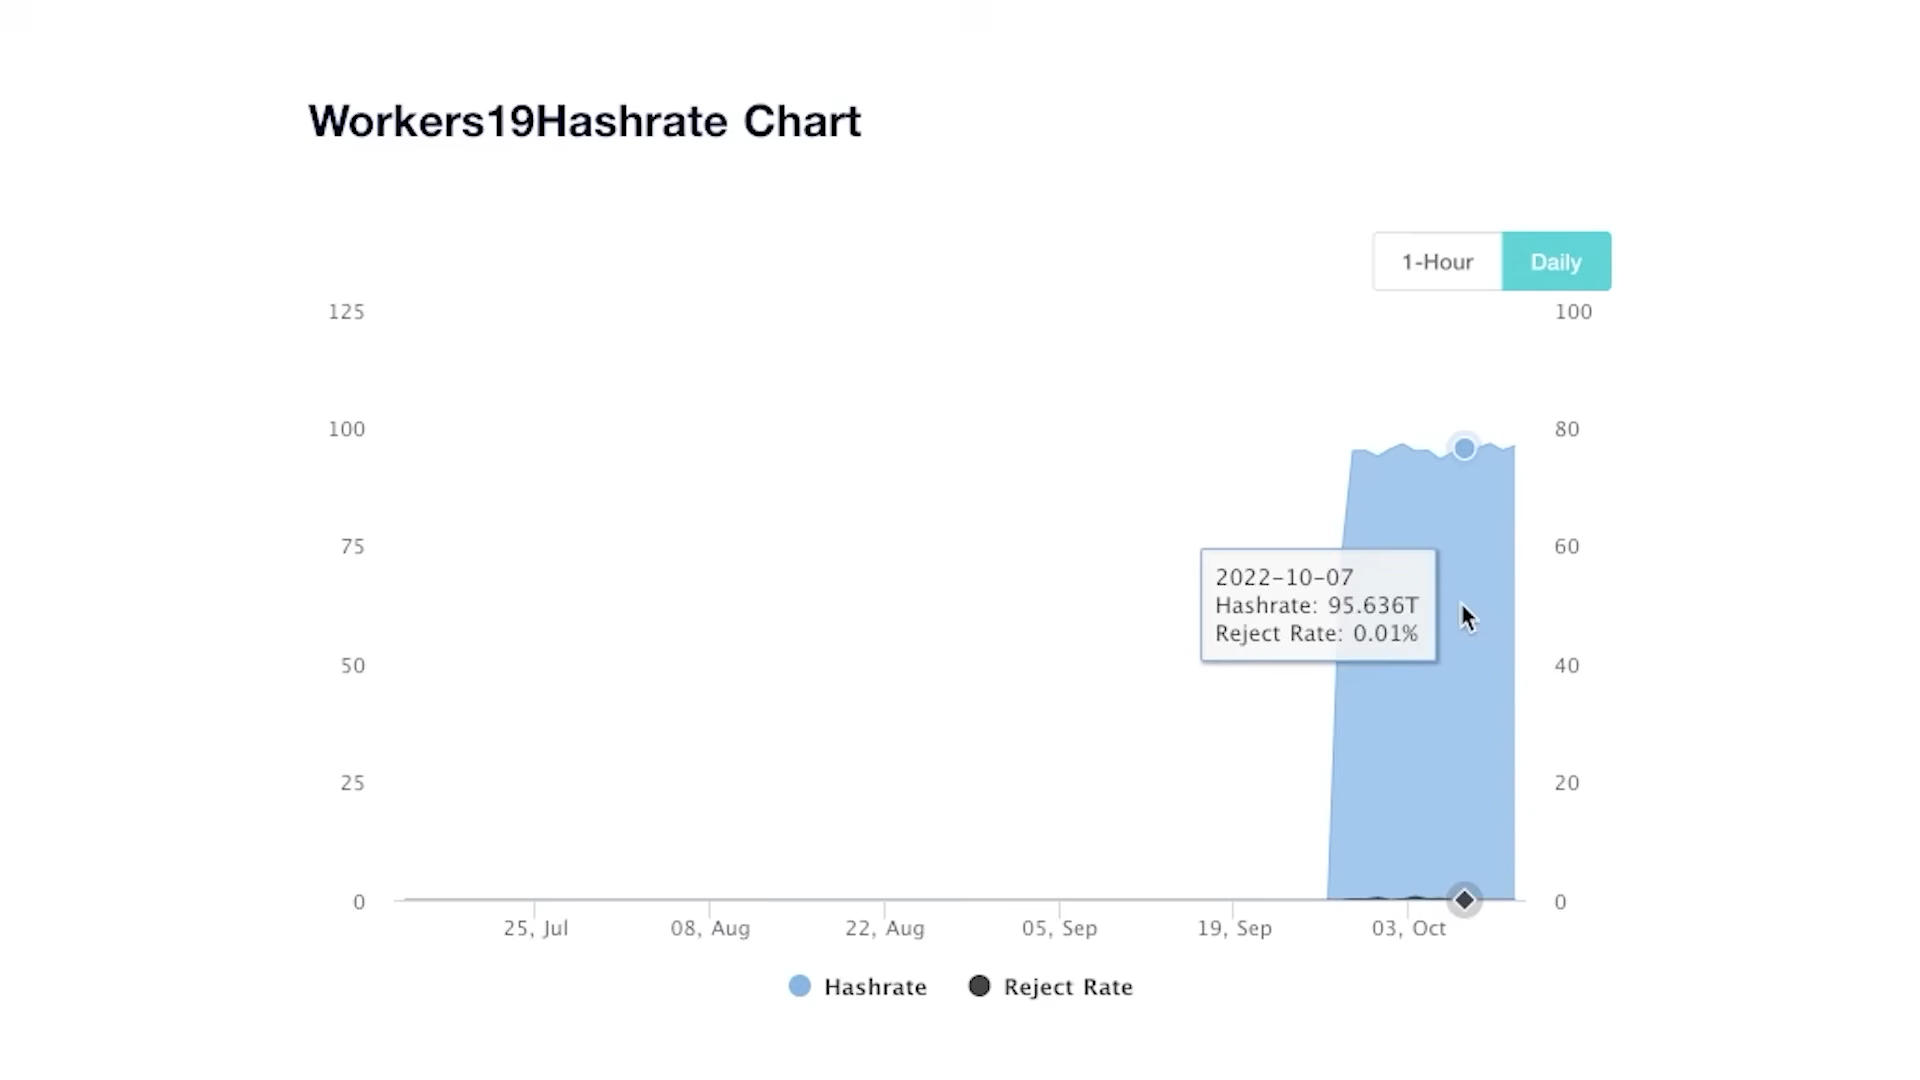 Workers19Hashrate Chart
1-Hour Daily
125 100
100 80
75 60
2022-10-07
Hashrate: 95.636T
Reject Rate: 0.01%
50 40
25 20
0 0
25, Jul 08, Aug 22, Aug 05, Sep 19, Sep 03, Oct
Hashrate Reject Rate